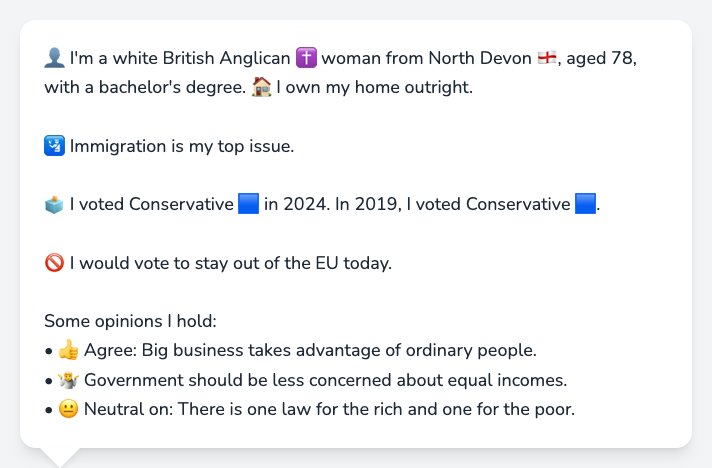 👤 I'm a white British Anglican ✝️ woman from North Devon 🏴󠁧󠁢󠁥󠁮󠁧󠁿, aged 78,
with a bachelor's degree. 🏠 I own my home outright.
🛂 Immigration is my top issue.
🗳️ I voted Conservative 🟦 in 2024. In 2019, I voted Conservative 🟦.
🚫 I would vote to stay out of the EU today.
Some opinions I hold:
• 👍 Agree: Big business takes advantage of ordinary people.
• 🤷 Government should be less concerned about equal incomes.
• 😐 Neutral on: There is one law for the rich and one for the poor.